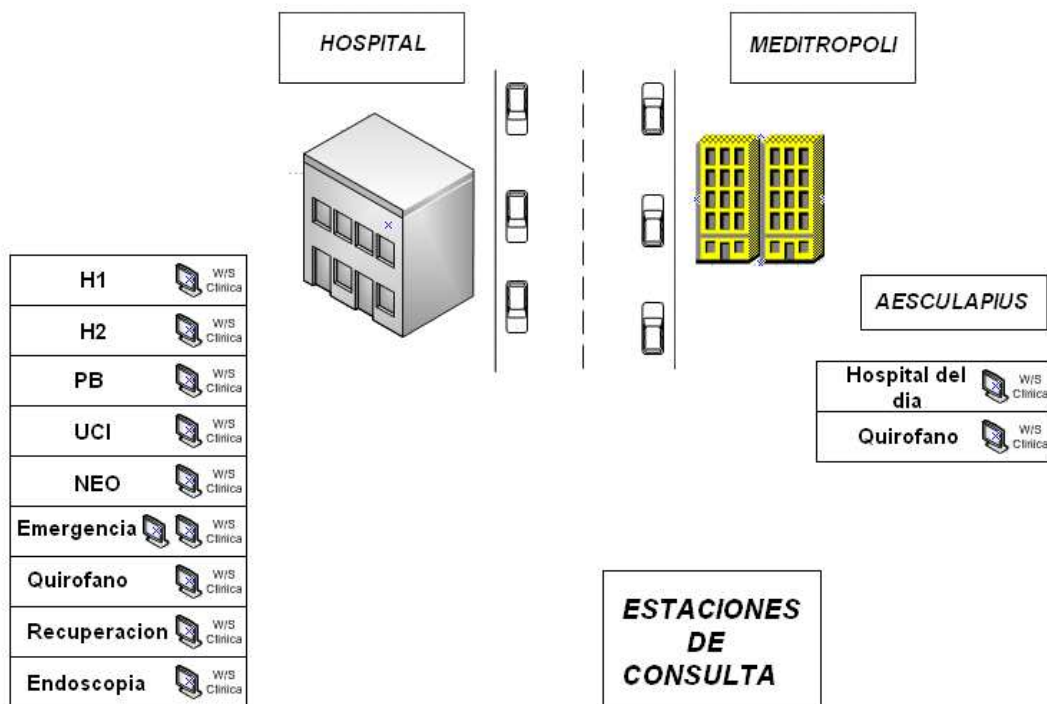 HOSPITAL
MEDITROPOLI
H1
W/S
Clinica
H2
W/S
Clinica
PB
W/S
Clinica
UCI
W/S
Clinica
NEO
W/S
Clinica
Emergencia
W/S
Clinica
Quirofano
W/S
Clinica
Recuperacion
W/S
Clinica
Endoscopia
W/S
Clinica
AESCULAPIUS
Hospital del
dia
W/S
Clinica
Quirofano
W/S
Clinica
ESTACIONES
DE
CONSULTA